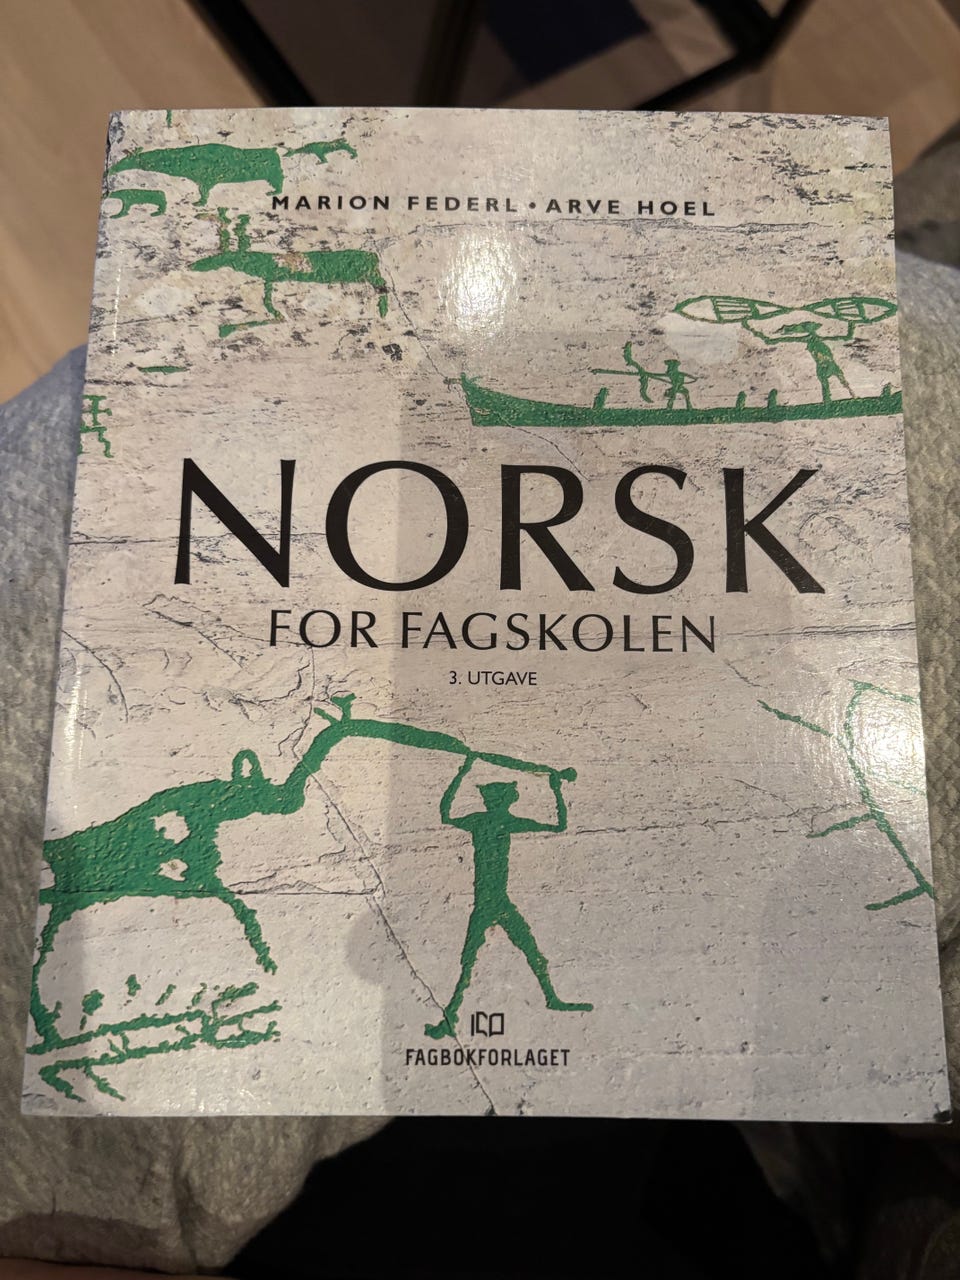 MARION FEDERL • ARVE HOEL
NORSK
FOR FAGSKOLEN
3. UTGAVE
FAGBOKFORLAGET